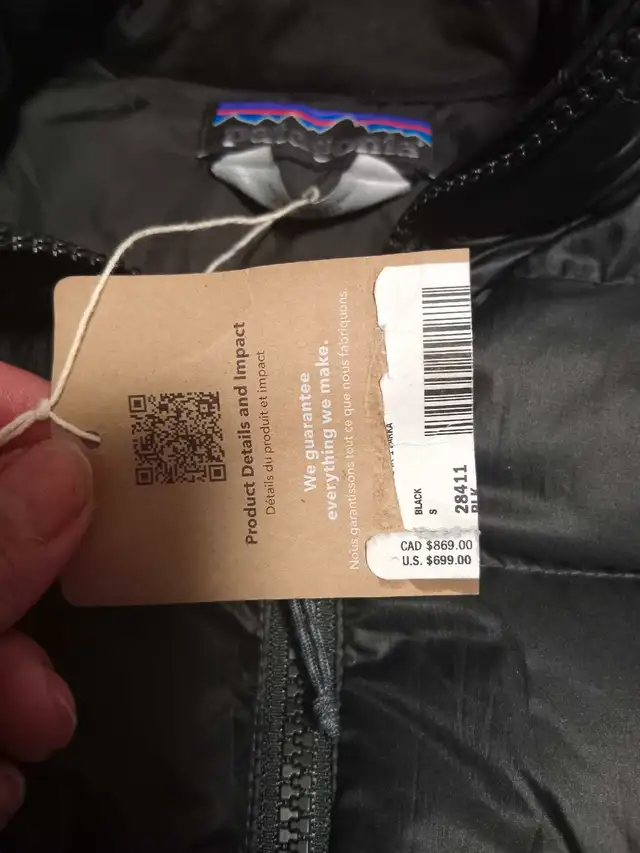 patagonia
Product Details and Impact
Détails du produit et impact
We guarantee
everything we make.
Nous garantissons tout ce que nous fabriquons.
BLACK
S
28411
BLK
CAD $869.00
U.S. $699.00